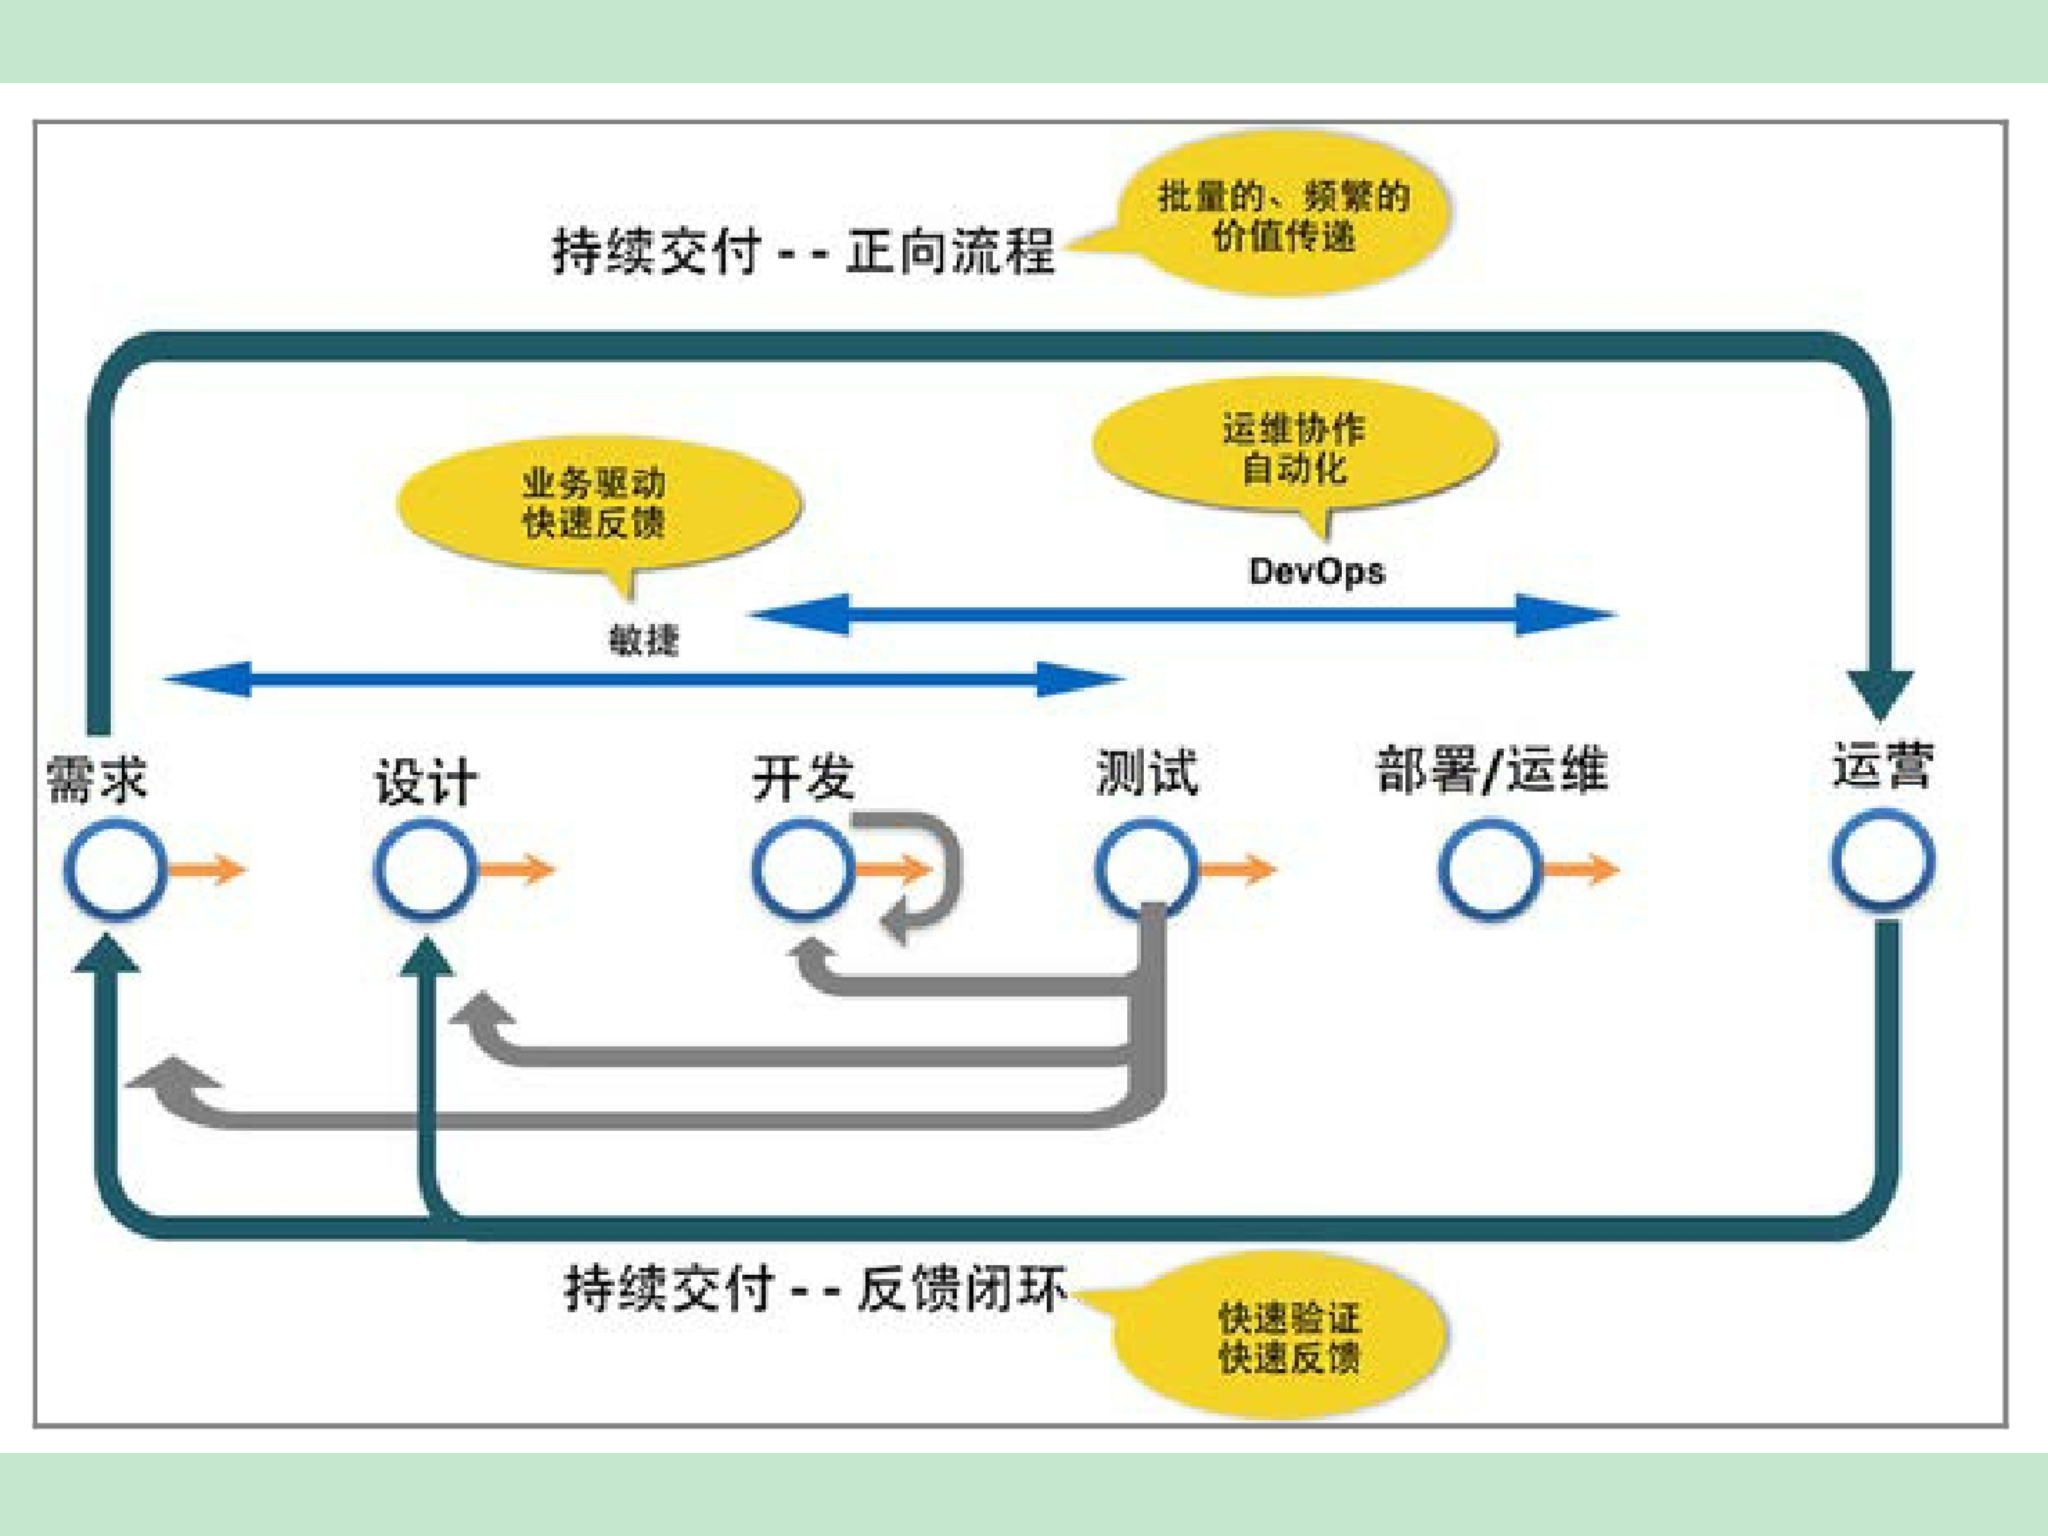 批量的、频繁的
价值传递
持续交付 - - 正向流程
运维协作
自动化
业务驱动
快速反馈
DevOps
敏捷
需求
设计
开发
测试
部署/运维
运营
持续交付 - - 反馈闭环
快速验证
快速反馈